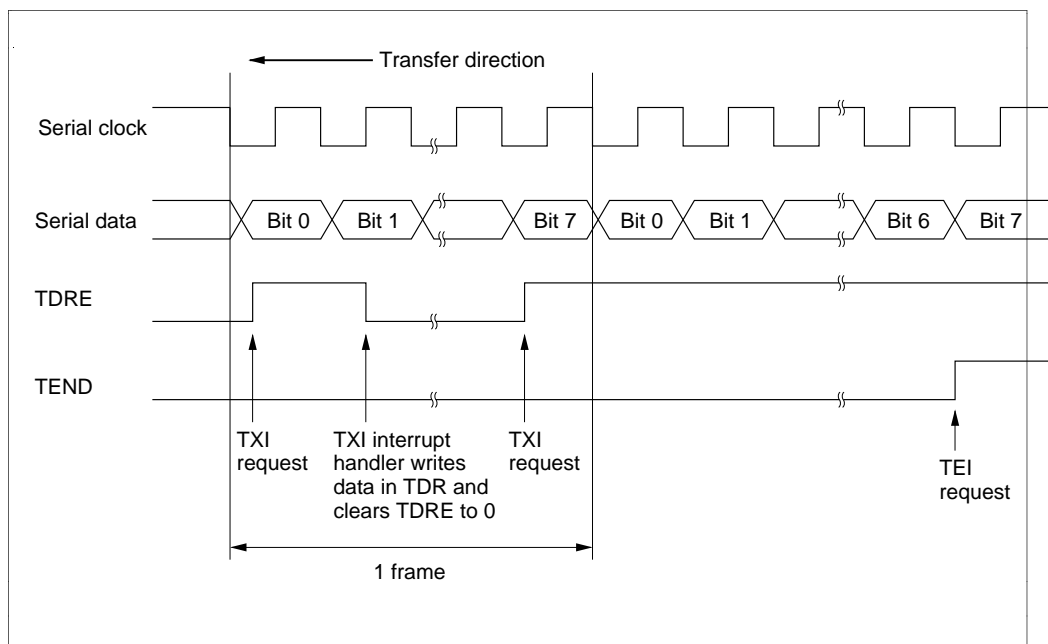 Transfer direction
Serial clock
Serial data
Bit 0
Bit 1
Bit 7
Bit 0
Bit 1
Bit 6
Bit 7
TDRE
TEND
TXI
request
TXI interrupt
handler writes
data in TDR and
clears TDRE to 0
TXI
request
TEI
request
1 frame